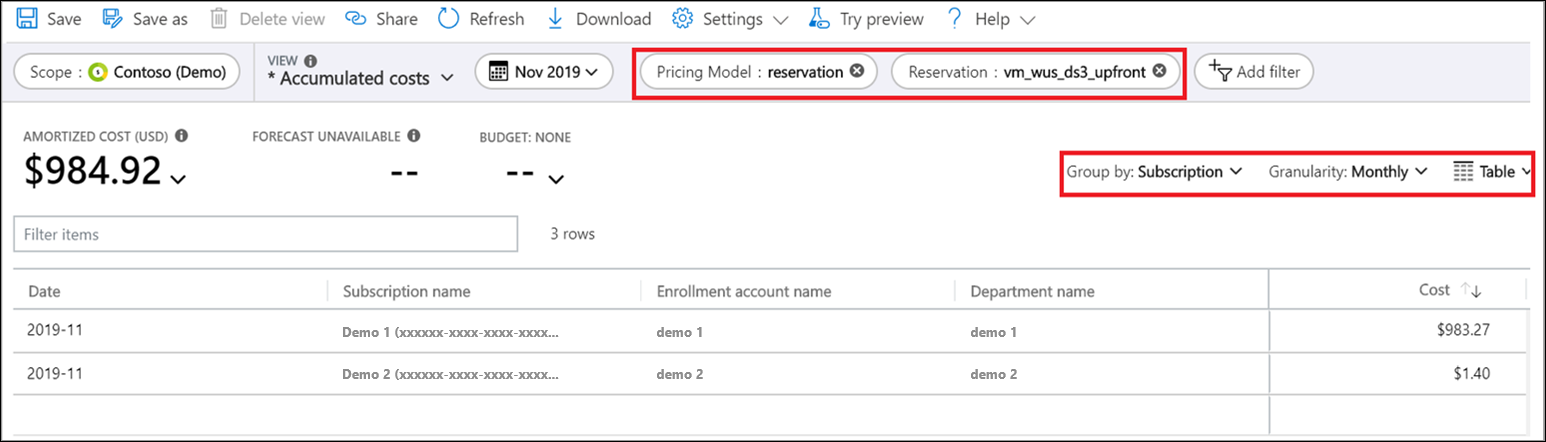 Save Save as Delete view Share Refresh Download Settings Try preview ? Help
Scope : Contoso (Demo) VIEW
* Accumulated costs Nov 2019 Pricing Model : reservation Reservation : vm_wus_ds3_upfront Add filter
AMORTIZED COST (USD) FORECAST UNAVAILABLE BUDGET: NONE
$984.92 -- --
Group by: Subscription Granularity: Monthly Table
Filter items 3 rows
Date Subscription name Enrollment account name Department name Cost
2019-11 Demo 1 (xxxxxx-xxxx-xxxx-xxxx... demo 1 demo 1 $983.27
2019-11 Demo 2 (xxxxxx-xxxx-xxxx-xxxx... demo 2 demo 2 $1.40